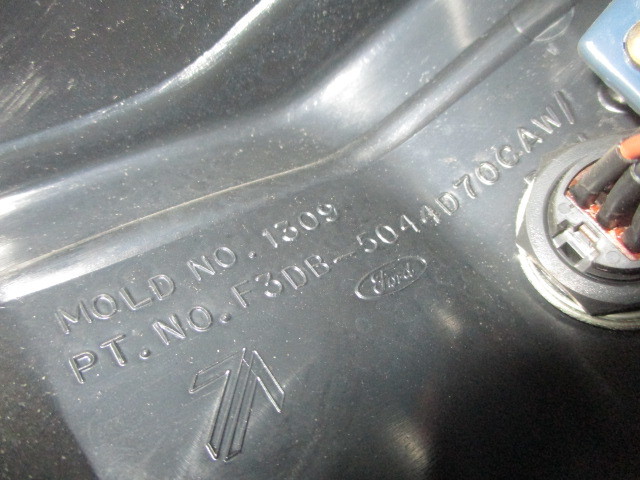 MOLD NO. 1309
PT. NO. F3DB-5044D70CAW/
Ford